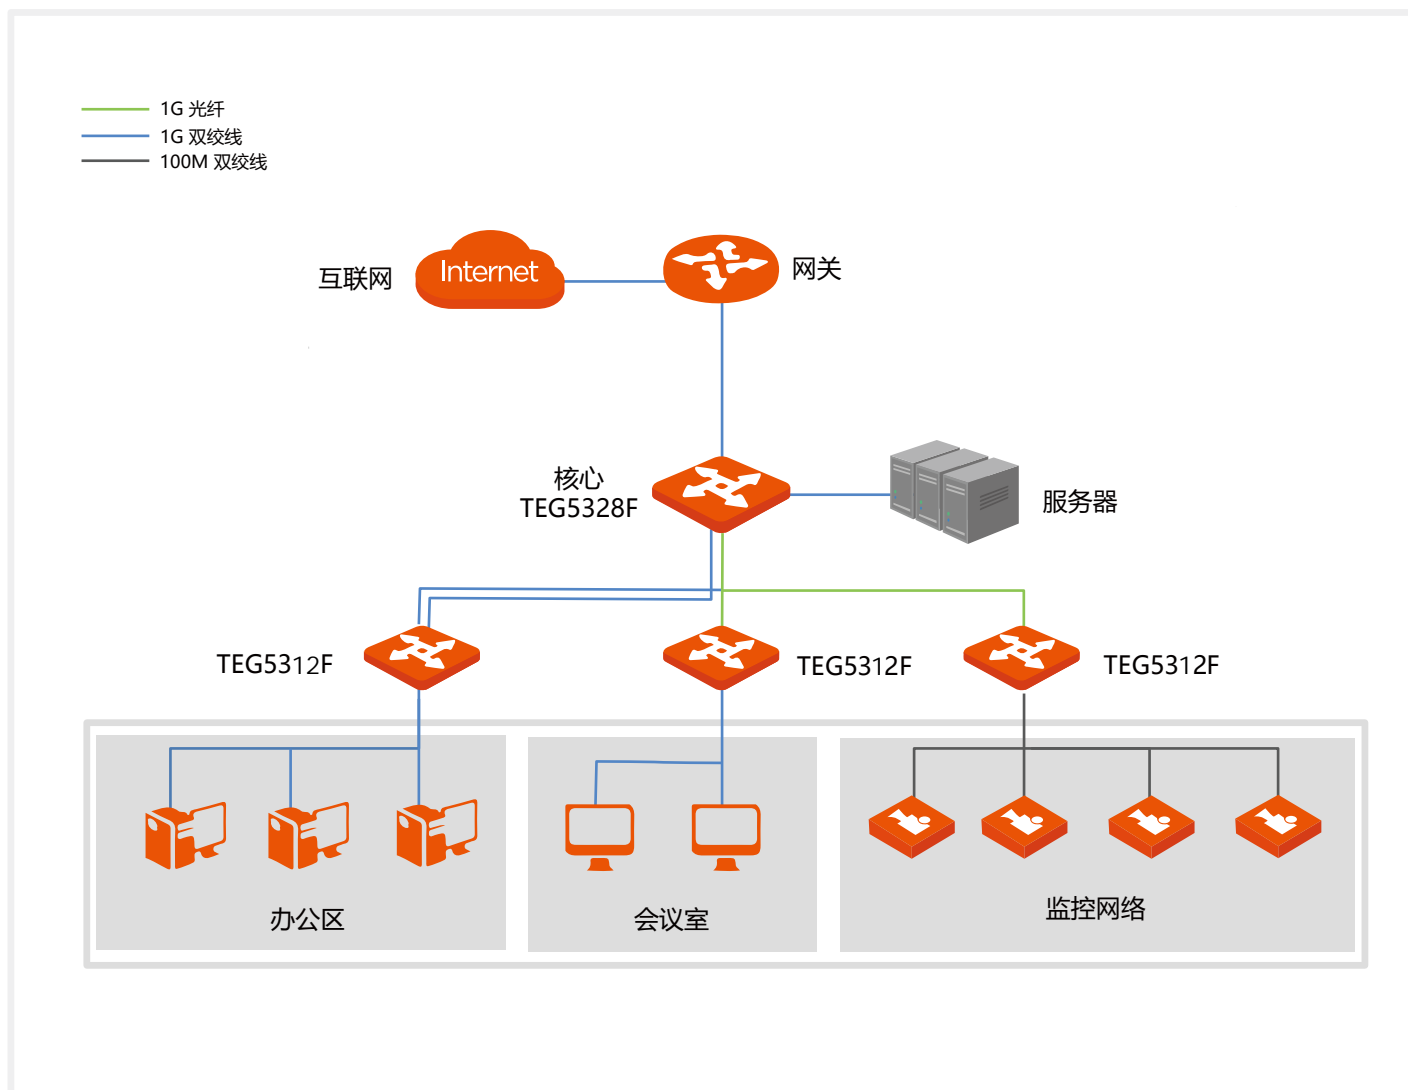 1G 光纤
1G 双绞线
100M 双绞线
互联网
Internet
网关
核心
TEG5328F
服务器
TEG5312F
TEG5312F
TEG5312F
办公区
会议室
监控网络